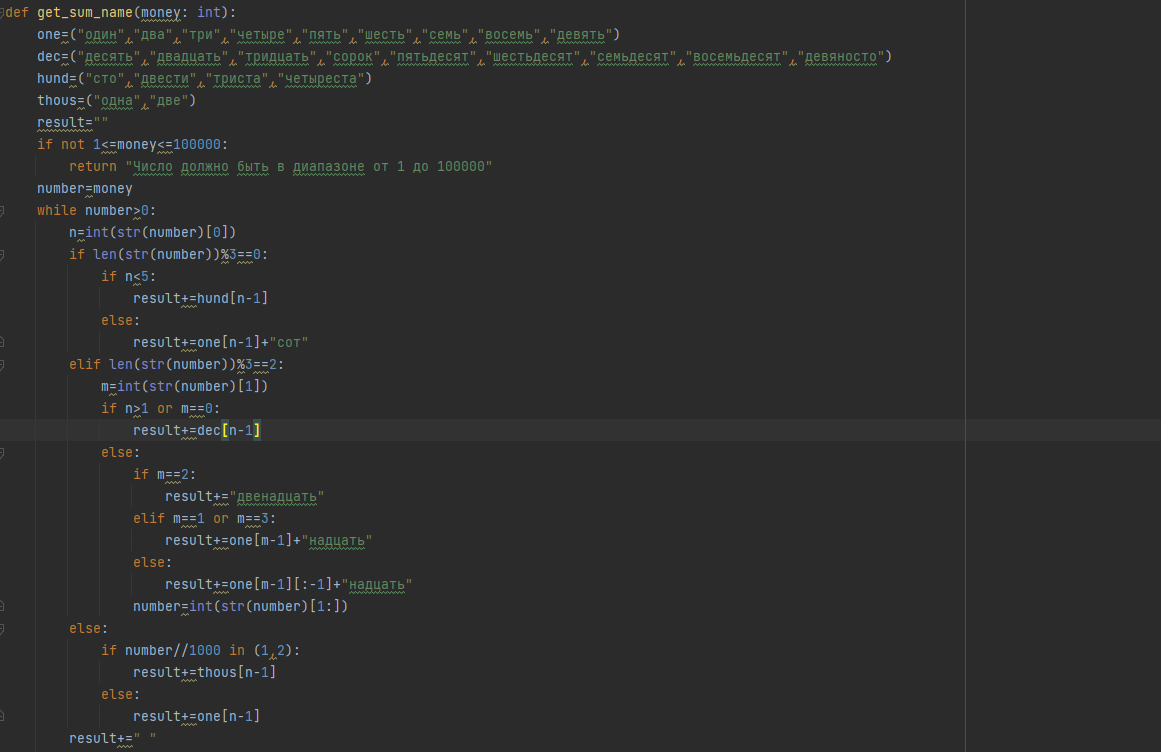 def get_sum_name(money: int):
    one=("один","два","три","четыре","пять","шесть","семь","восемь","девять")
    dec=("десять","двадцать","тридцать","сорок","пятьдесят","шестьдесят","семьдесят","восемьдесят","девяносто")
    hund=("сто","двести","триста","четыреста")
    thous=("одна","две")
    result=""
    if not 1<=money<=100000:
        return "Число должно быть в диапазоне от 1 до 100000"
    number=money
    while number>0:
        n=int(str(number)[0])
        if len(str(number))%3==0:
            if n<5:
                result+=hund[n-1]
            else:
                result+=one[n-1]+"сот"
        elif len(str(number))%3==2:
            m=int(str(number)[1])
            if n>1 or m==0:
                result+=dec[n-1]
            else:
                if m==2:
                    result+="двенадцать"
                elif m==1 or m==3:
                    result+=one[m-1]+"надцать"
                else:
                    result+=one[m-1][:-1]+"надцать"
                number=int(str(number)[1:])
        else:
            if number//1000 in (1,2):
                result+=thous[n-1]
            else:
                result+=one[n-1]
        result+=" "